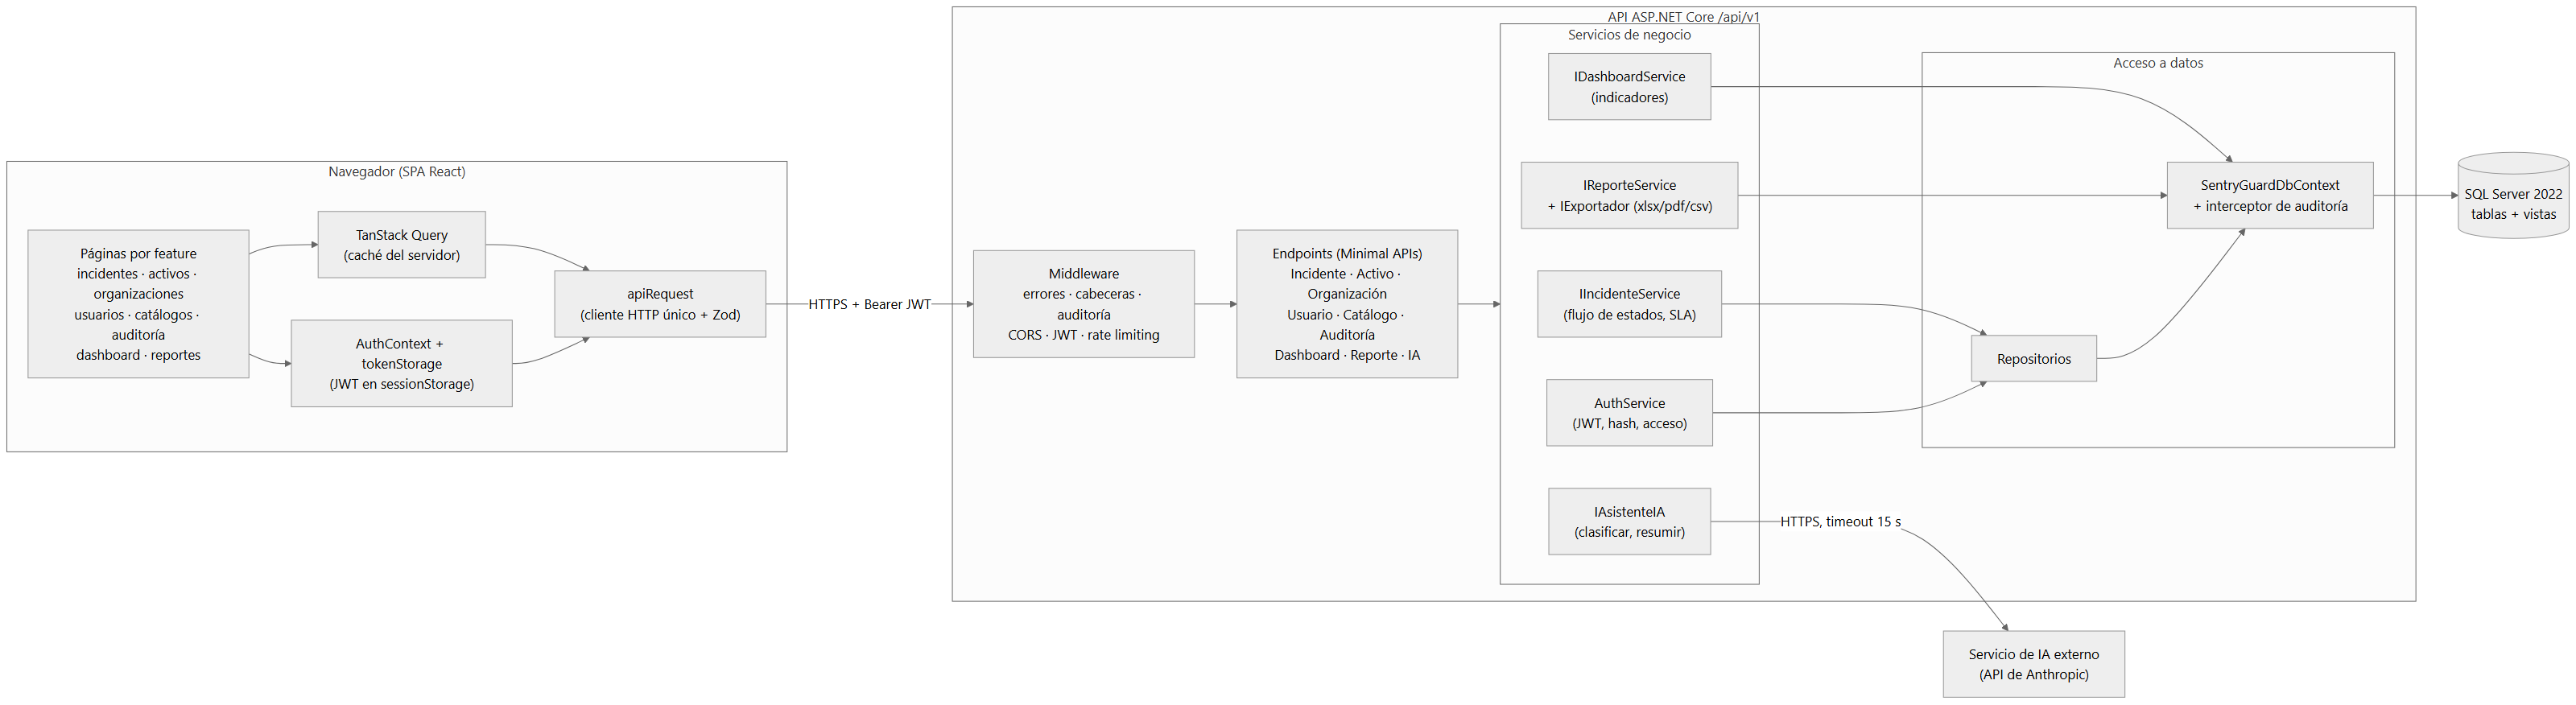 Navegador (SPA React)
Páginas por feature
incidentes · activos ·
organizaciones
usuarios · catálogos ·
auditoría
dashboard · reportes
TanStack Query
(caché del servidor)
AuthContext +
tokenStorage
(JWT en sessionStorage)
apiRequest
(cliente HTTP único + Zod)
HTTPS + Bearer JWT
API ASP.NET Core /api/v1
Middleware
errores · cabeceras ·
auditoría
CORS · JWT · rate limiting
Endpoints (Minimal APIs)
Incidente · Activo ·
Organización
Usuario · Catálogo ·
Auditoría
Dashboard · Reporte · IA
Servicios de negocio
IDashboardService
(indicadores)
IReporteService
+ IExportador (xlsx/pdf/csv)
IIncidenteService
(flujo de estados, SLA)
AuthService
(JWT, hash, acceso)
IAsistenteIA
(clasificar, resumir)
HTTPS, timeout 15 s
Acceso a datos
SentryGuardDbContext
+ interceptor de auditoría
Repositorios
SQL Server 2022
tablas + vistas
Servicio de IA externo
(API de Anthropic)